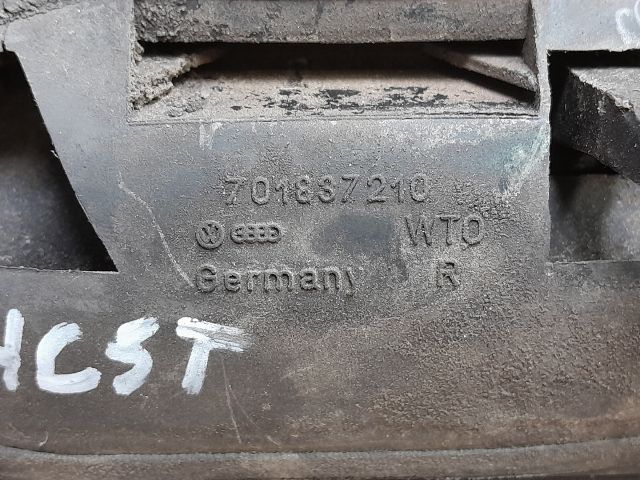 701837210
WTO
Germany R
HCST